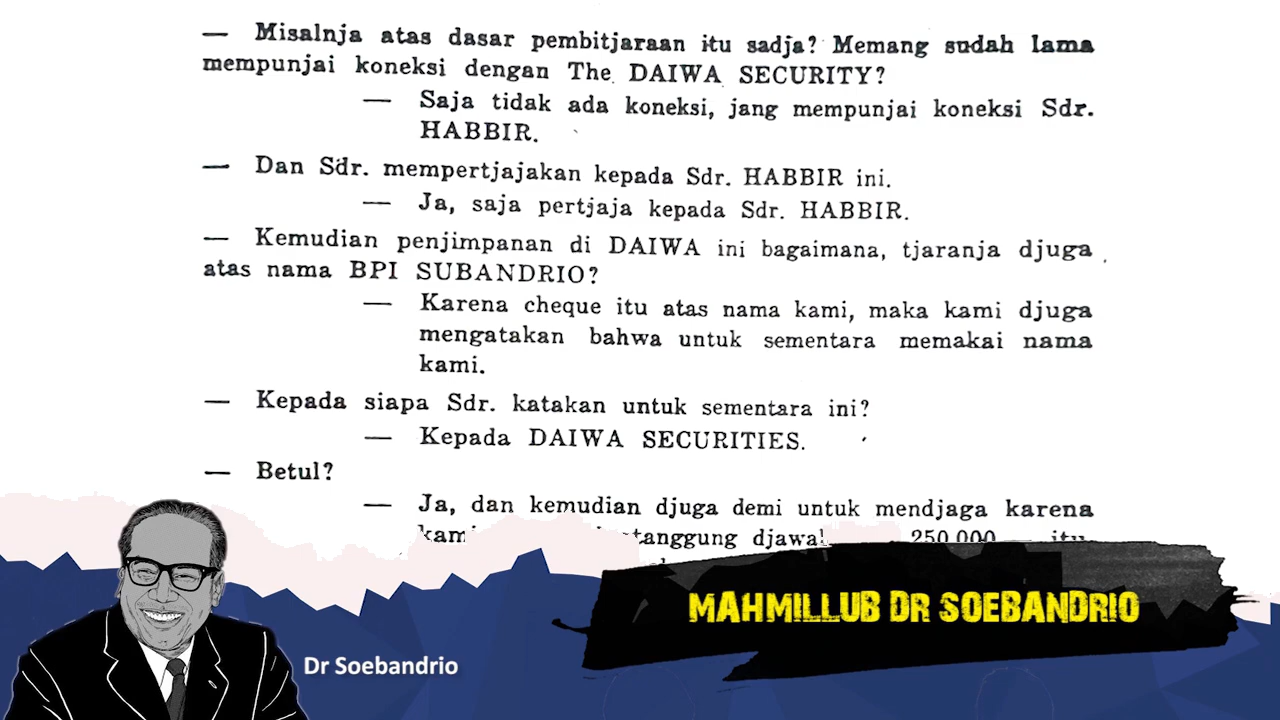 — Misalnja atas dasar pembitjaraan itu sadja? Memang sudah lama
mempunjai koneksi dengan The DAIWA SECURITY?
— Saja tidak ada koneksi, jang mempunjai koneksi Sdr.
HABBIR.
— Dan Sdr. mempertjajakan kepada Sdr. HABBIR ini.
— Ja, saja pertjaja kepada Sdr. HABBIR.
— Kemudian penjimpanan di DAIWA ini bagaimana, tjaranja djuga
atas nama BPI SUBANDRIO?
— Karena cheque itu atas nama kami, maka kami djuga
mengatakan bahwa untuk sementara memakai nama
kami.
— Kepada siapa Sdr. katakan untuk sementara ini?
— Kepada DAIWA SECURITIES.
— Betul?
— Ja, dan kemudian djuga demi untuk mendjaga karena
kami tanggung 250.000 itu
MAHMILLUB DR SOEBANDRIO
Dr Soebandrio